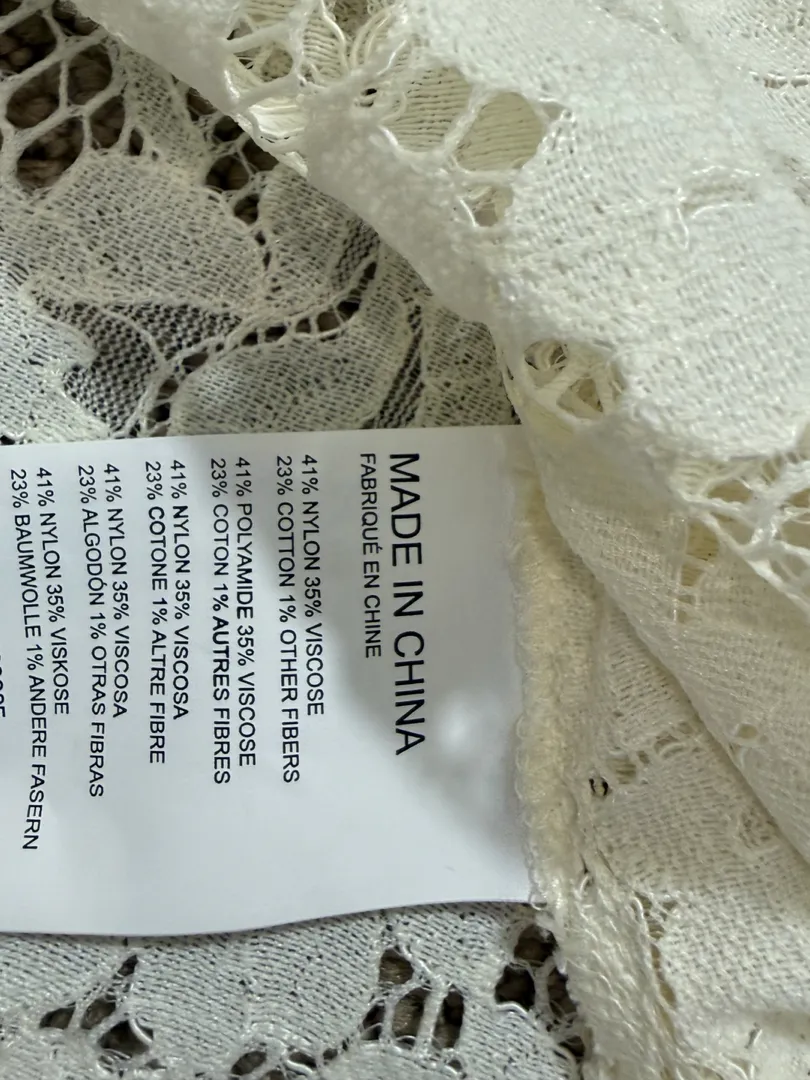 MADE IN CHINA
FABRIQUÉ EN CHINE
41% NYLON 35% VISCOSE
23% COTTON 1% OTHER FIBERS
41% POLYAMIDE 35% VISCOSE
23% COTON 1% AUTRES FIBRES
41% NYLON 35% VISCOSA
23% COTONE 1% ALTRE FIBRE
41% NYLON 35% VISCOSA
23% ALGODÓN 1% OTRAS FIBRAS
41% NYLON 35% VISKOSE
23% BAUMWOLLE 1% ANDERE FASERN